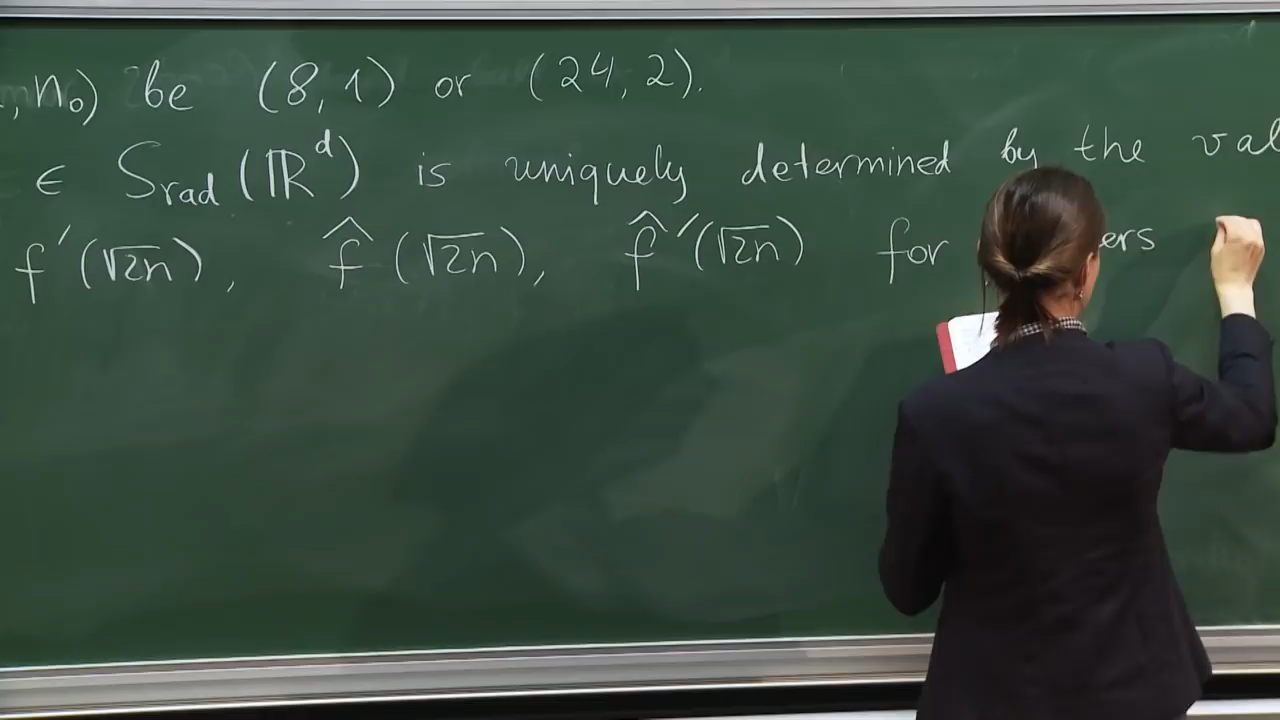 , n₀) be (8, 1) or (24, 2).
∈ S_rad(ℝ^d) is uniquely determined by the val
f′(√2n), f̂(√2n), f̂′(√2n) for ers